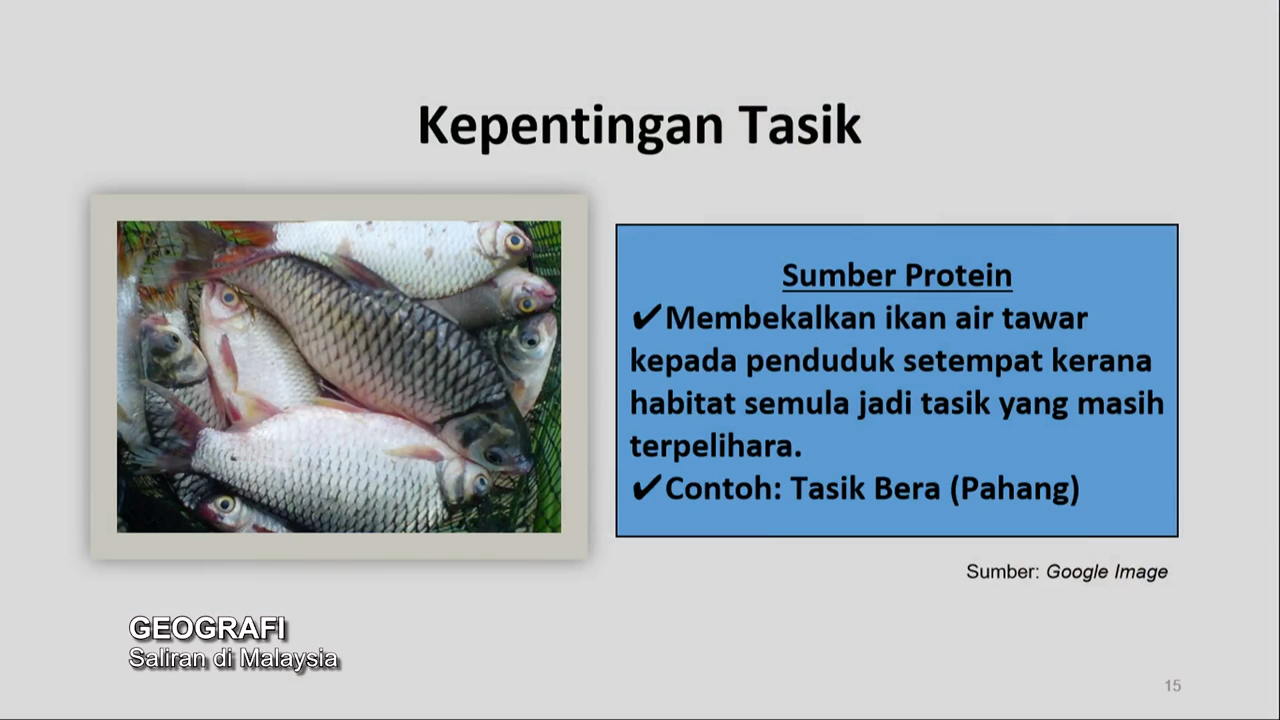 Kepentingan Tasik
Sumber Protein
✔Membekalkan ikan air tawar
kepada penduduk setempat kerana
habitat semula jadi tasik yang masih
terpelihara.
✔Contoh: Tasik Bera (Pahang)
Sumber: Google Image
GEOGRAFI
Saliran di Malaysia
15